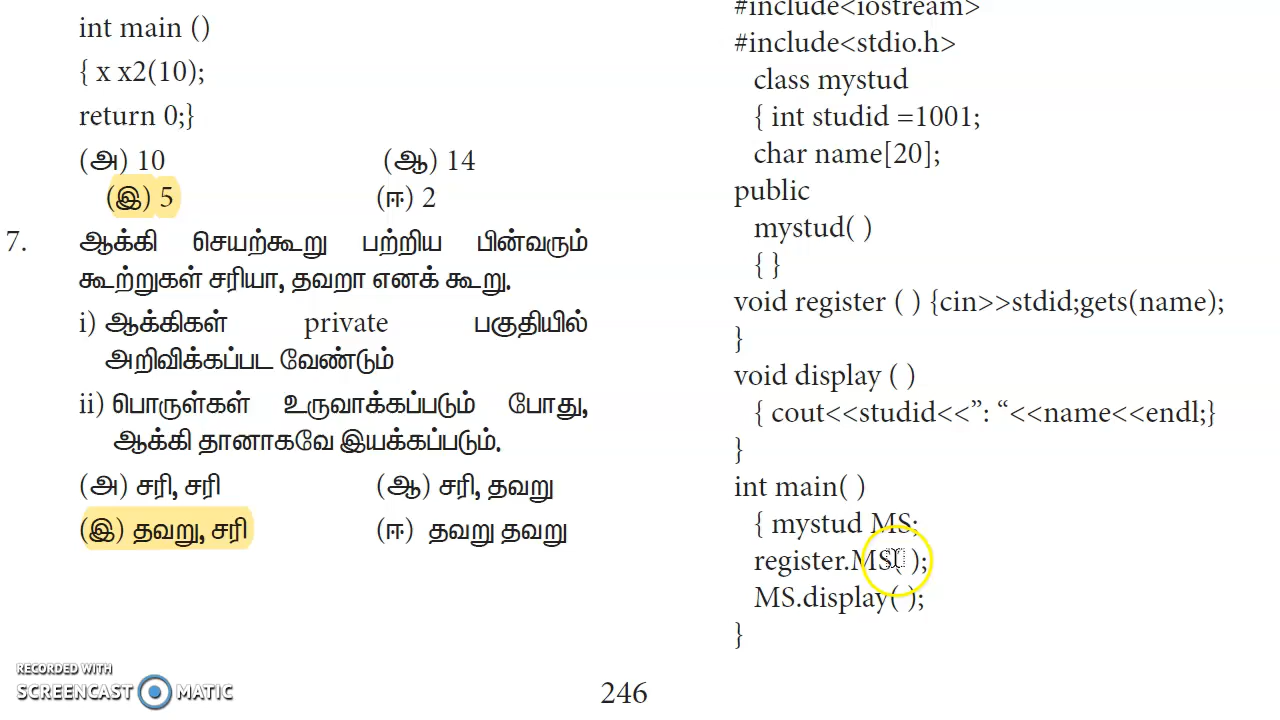 int main ()
{ x x2(10);
return 0;}
(அ) 10 (ஆ) 14
(இ) 5 (ஈ) 2
7. ஆக்கி செயற்கூறு பற்றிய பின்வரும்
கூற்றுகள் சரியா, தவறா எனக் கூறு.
i) ஆக்கிகள் private பகுதியில்
அறிவிக்கப்பட வேண்டும்
ii) பொருள்கள் உருவாக்கப்படும் போது,
ஆக்கி தானாகவே இயக்கப்படும்.
(அ) சரி, சரி (ஆ) சரி, தவறு
(இ) தவறு, சரி (ஈ) தவறு தவறு
#include<iostream>
#include<stdio.h>
class mystud
{ int studid =1001;
char name[20];
public
mystud( )
{ }
void register ( ) {cin>>stdid;gets(name);
}
void display ( )
{ cout<<studid<<”: “<<name<<endl;}
}
int main( )
{ mystud MS;
register.MS( );
MS.display( );
}
246
RECORDED WITH
SCREENCAST MATIC